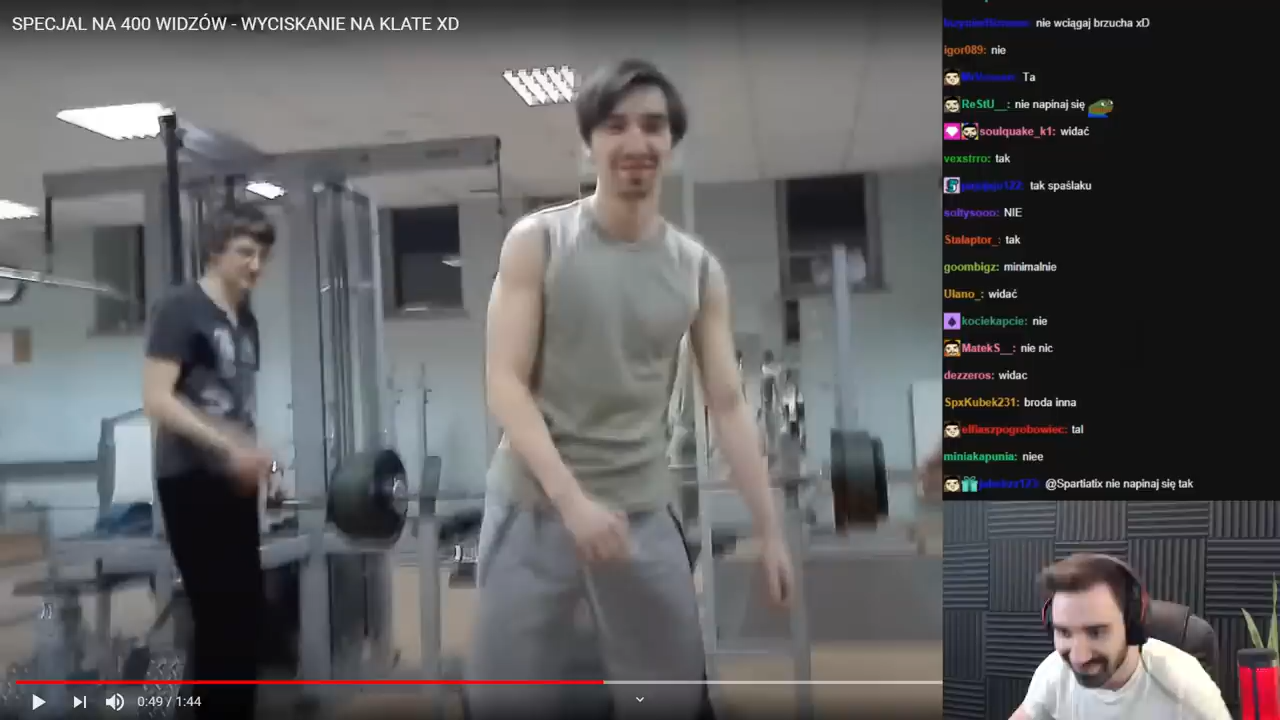 SPECJAL NA 400 WIDZÓW - WYCISKANIE NA KLATE XD
nie wciągaj brzucha xD
igor089: nie
Ta
ReStU__: nie napinaj się
soulquake_k1: widać
vexstrro: tak
tak spaślaku
soltysooo: NIE
Stalaptor_: tak
goombigz: minimalnie
Ulano_: widać
kociekapcie: nie
MatekS__: nie nic
dezzeros: widac
SpxKubek231: broda inna
elfiaszpogrobowiec: tal
miniakapunia: niee
@Spartiatix nie napinaj się tak
0:49 / 1:44